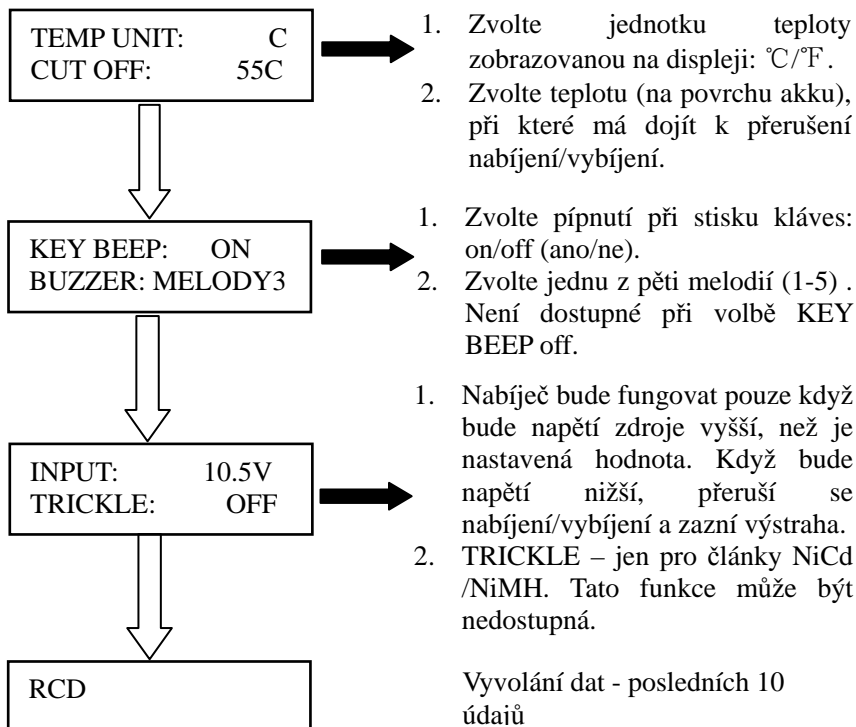 TEMP UNIT: C
CUT OFF: 55C
1. Zvolte jednotku teploty
zobrazovanou na displeji: ℃/℉.
2. Zvolte teplotu (na povrchu akku),
při které má dojít k přerušení
nabíjení/vybíjení.
KEY BEEP: ON
BUZZER: MELODY3
1. Zvolte pípnutí při stisku kláves:
on/off (ano/ne).
2. Zvolte jednu z pěti melodií (1-5) .
Není dostupné při volbě KEY
BEEP off.
INPUT: 10.5V
TRICKLE: OFF
1. Nabíječ bude fungovat pouze když
bude napětí zdroje vyšší, než je
nastavená hodnota. Když bude
napětí nižší, přeruší se
nabíjení/vybíjení a zazní výstraha.
2. TRICKLE – jen pro články NiCd
/NiMH. Tato funkce může být
nedostupná.
RCD
Vyvolání dat - posledních 10
údajů